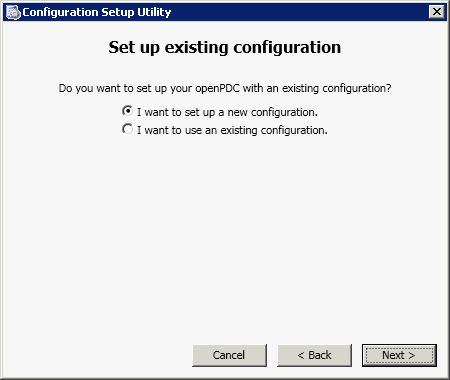 Configuration Setup Utility
Set up existing configuration
Do you want to set up your openPDC with an existing configuration?
I want to set up a new configuration.
I want to use an existing configuration.
Cancel
< Back
Next >